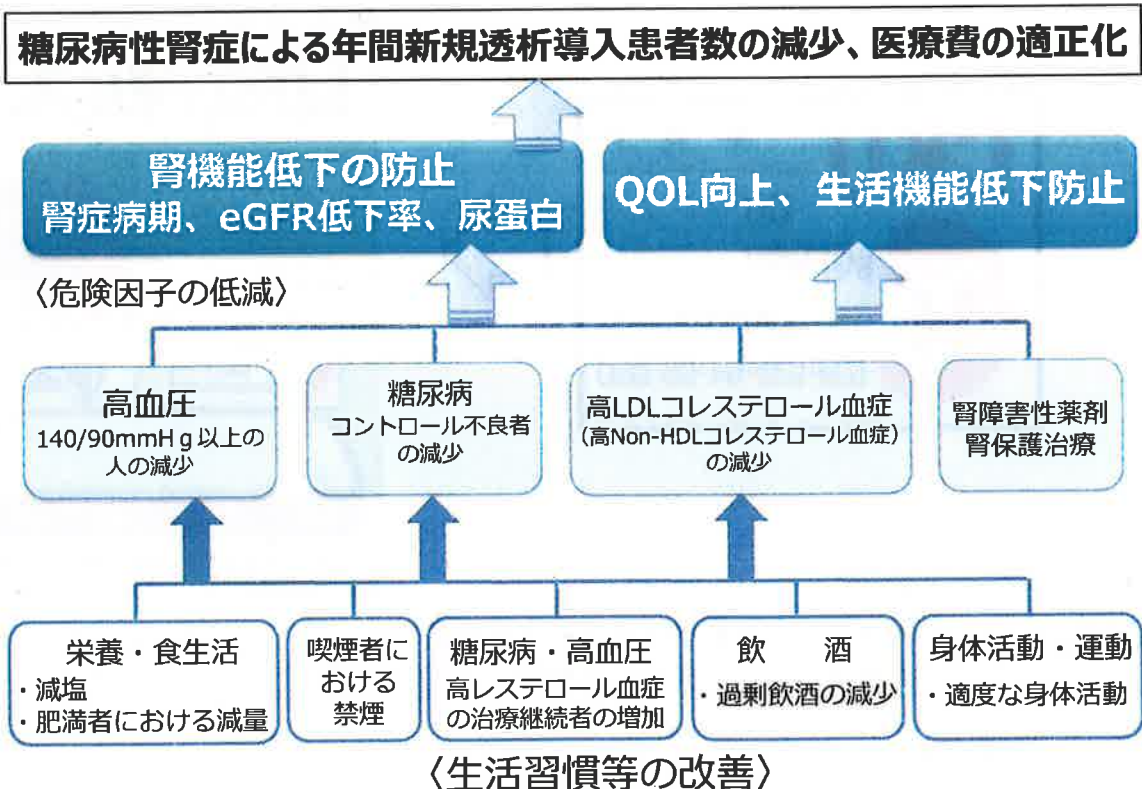 糖尿病性腎症による年間新規透析導入患者数の減少、医療費の適正化
腎機能低下の防止
腎症病期、eGFR低下率、尿蛋白
QOL向上、生活機能低下防止
〈危険因子の低減〉
高血圧
140/90mmHg以上の
人の減少
糖尿病
コントロール不良者
の減少
高LDLコレステロール血症
(高Non-HDLコレステロール血症)
の減少
腎障害性薬剤
腎保護治療
栄養・食生活
・減塩
・肥満者における減量
喫煙者に
おける
禁煙
糖尿病・高血圧
高レステロール血症
の治療継続者の増加
飲　酒
・過剰飲酒の減少
身体活動・運動
・適度な身体活動
〈生活習慣等の改善〉